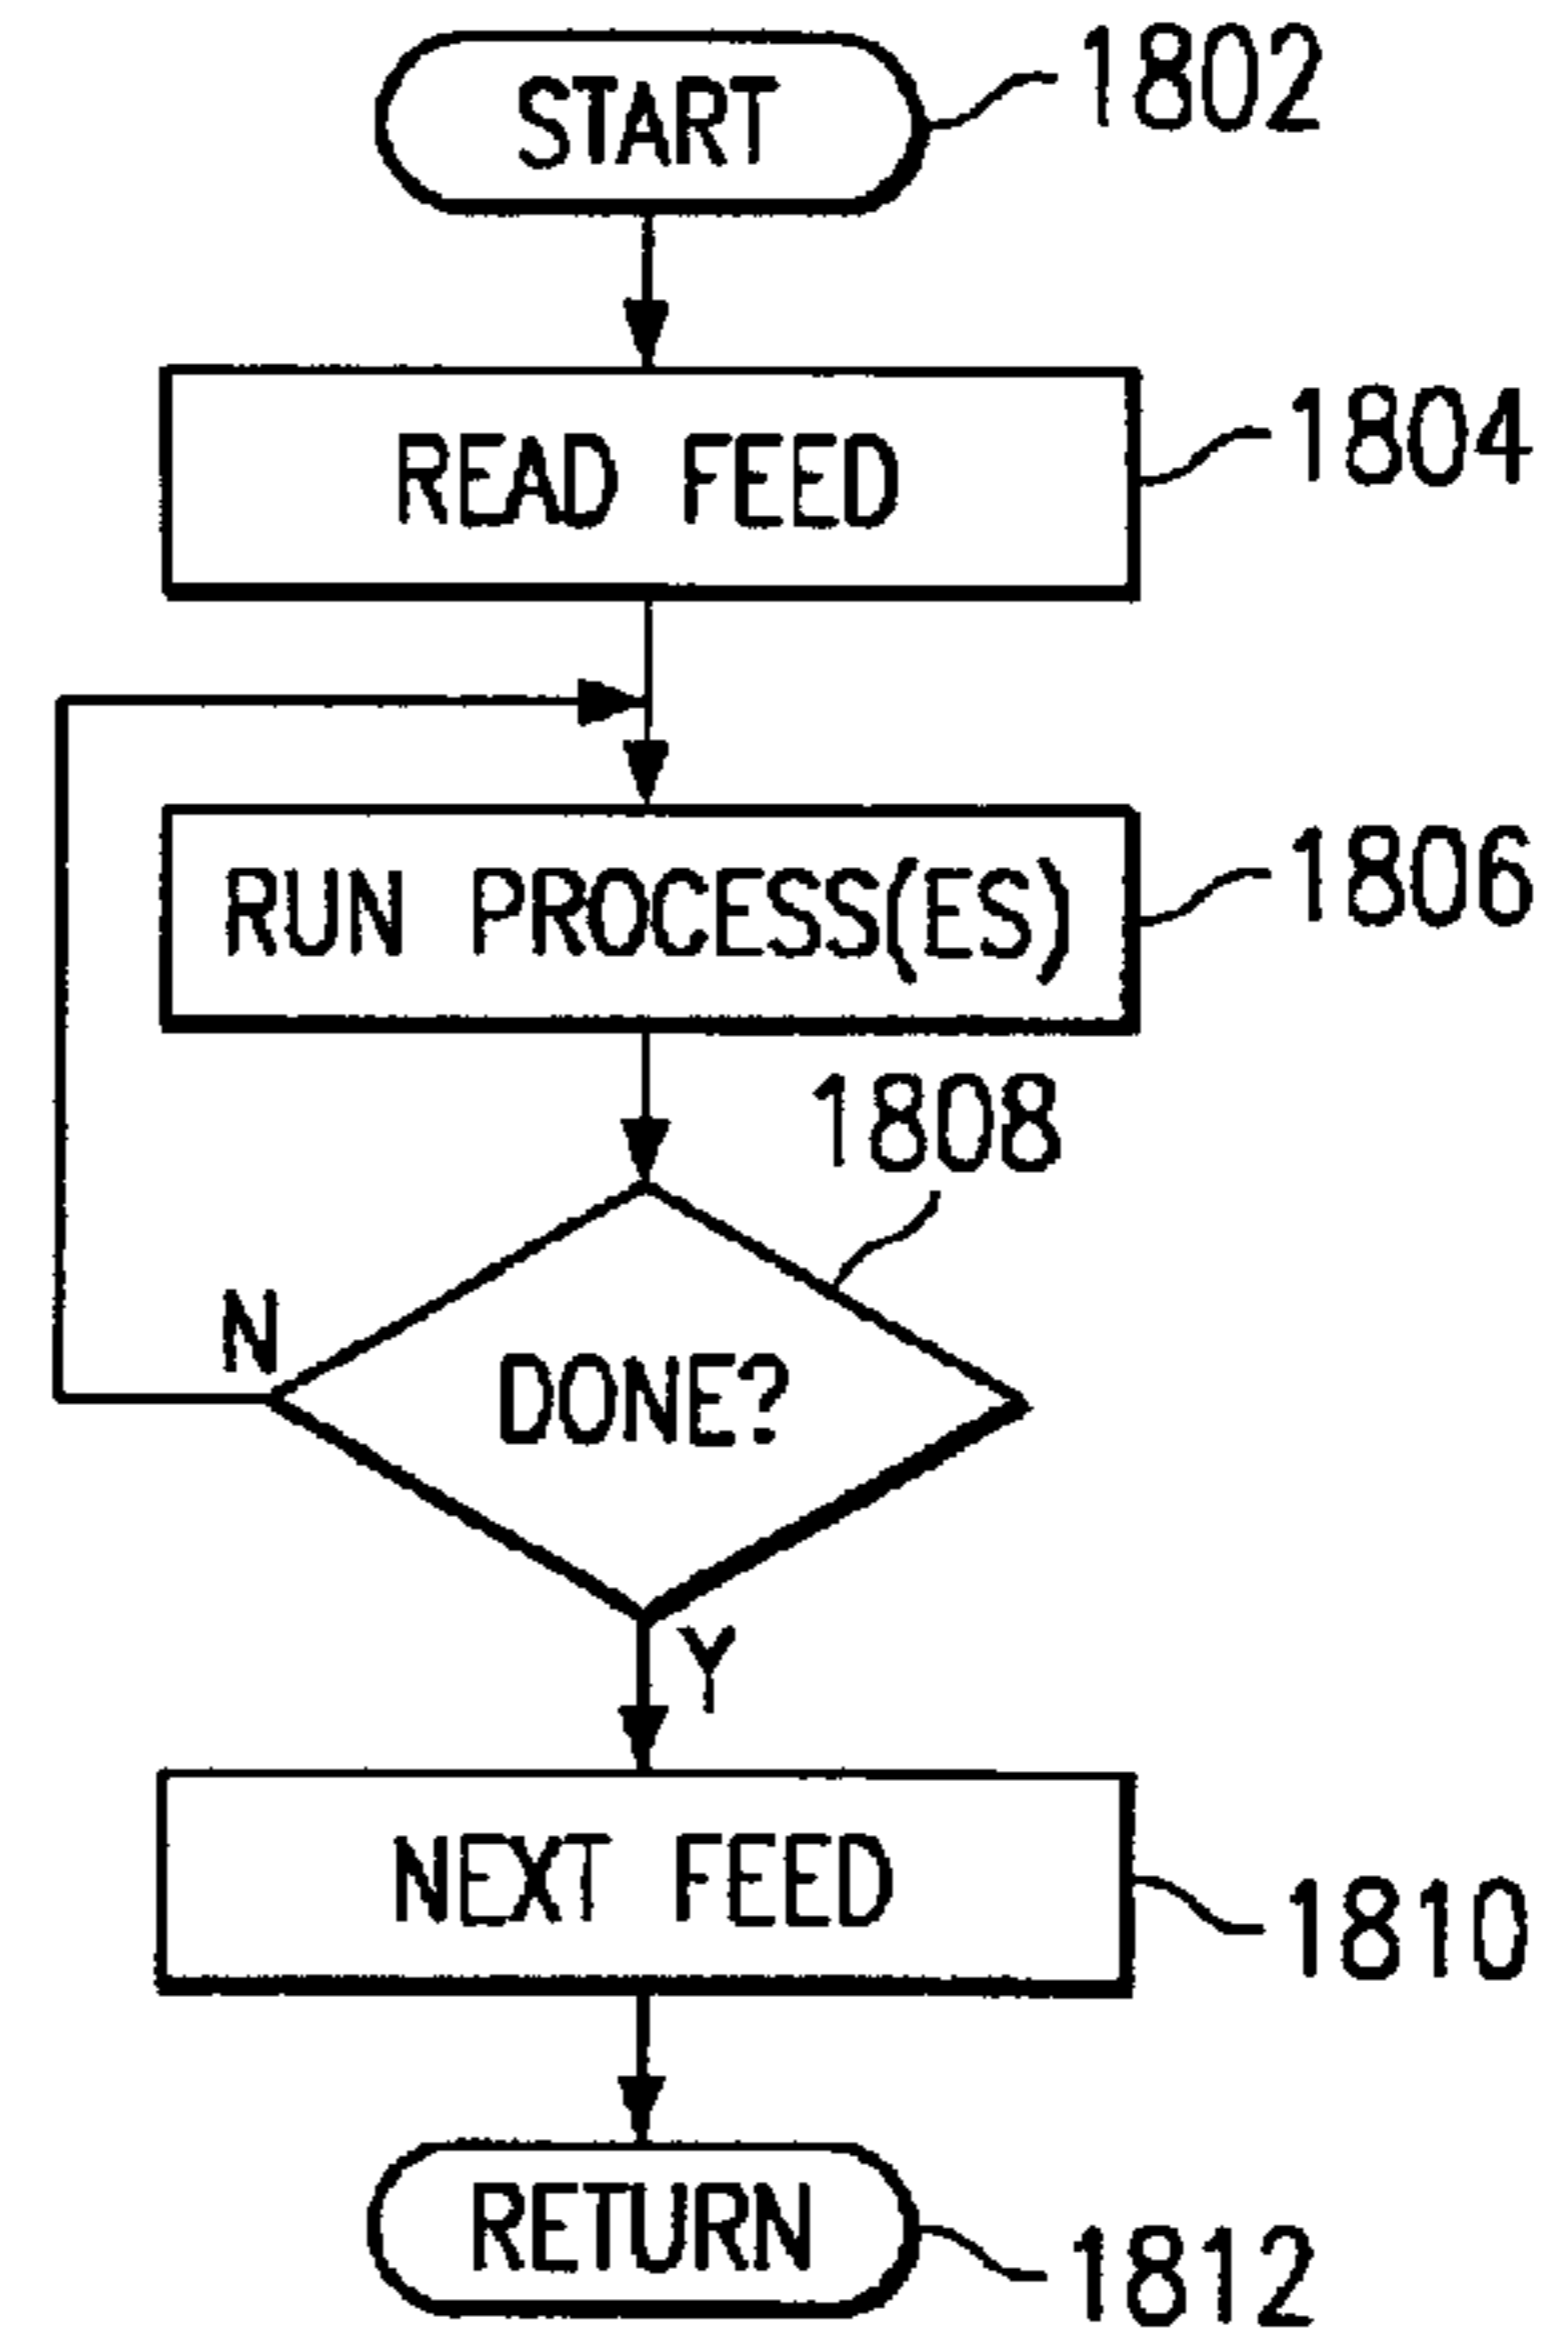 START 1802
READ FEED 1804
RUN PROCESS(ES) 1806
1808
N
DONE?
Y
NEXT FEED 1810
RETURN 1812